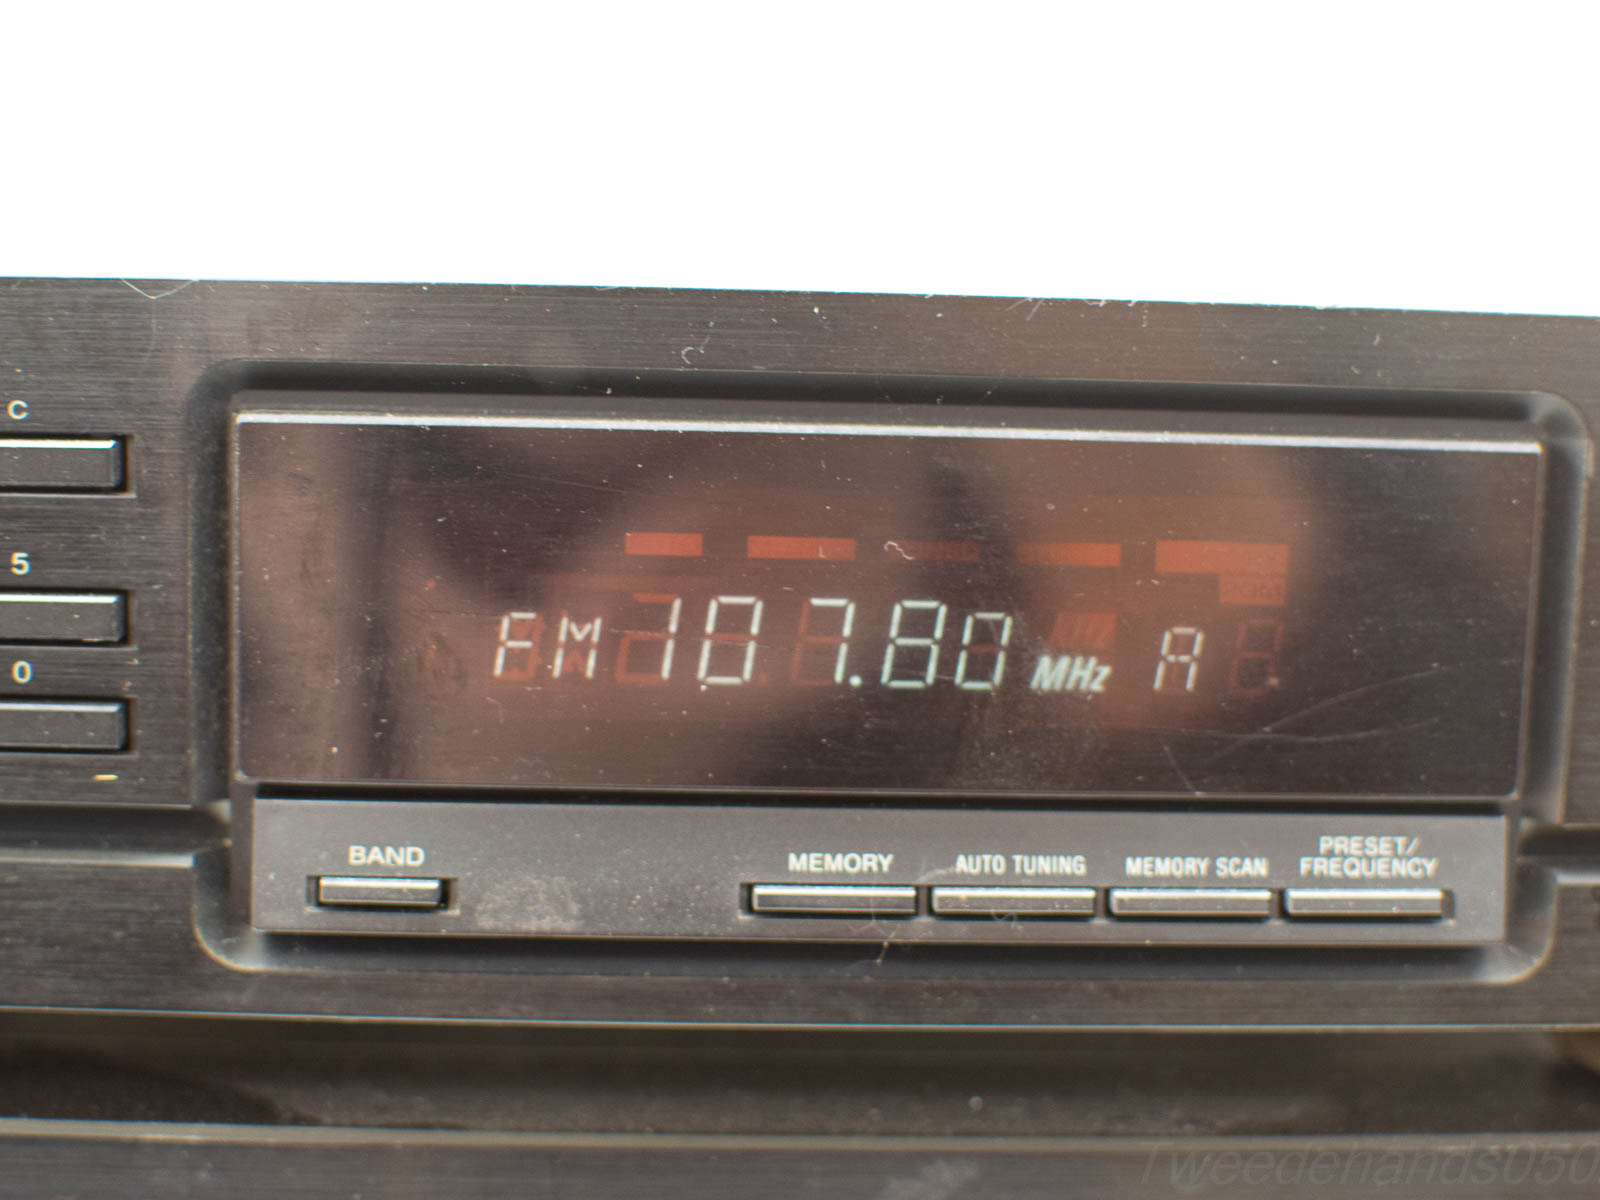 C
5
0
FM 107.80 MHz A
BAND
MEMORY
AUTO TUNING
MEMORY SCAN
PRESET/
FREQUENCY
Tweedehands050